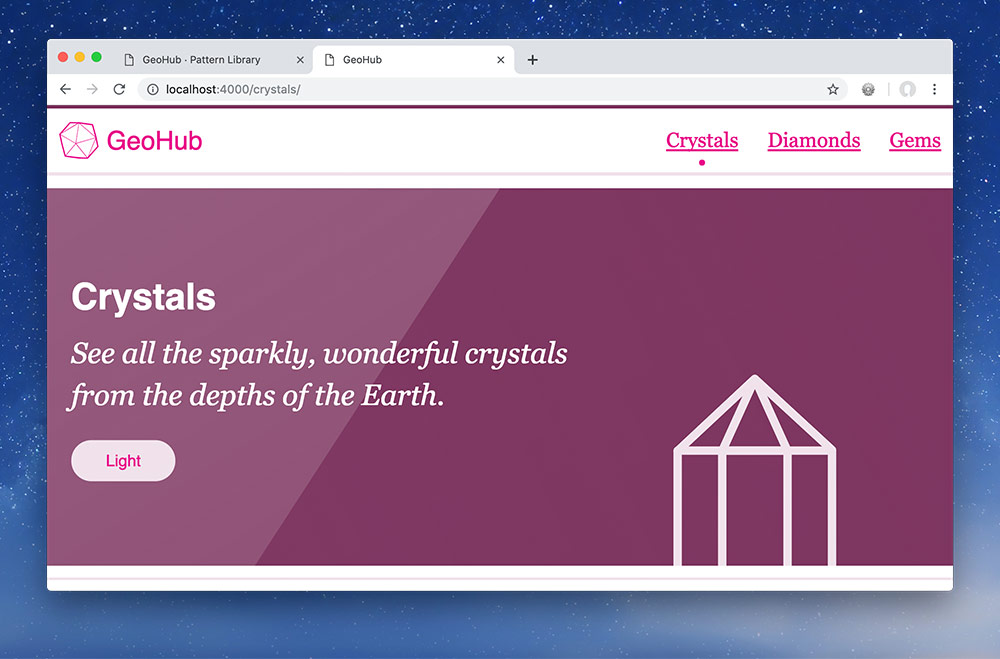 GeoHub · Pattern Library
GeoHub
localhost:4000/crystals/
GeoHub
Crystals Diamonds Gems
Crystals
See all the sparkly, wonderful crystals
from the depths of the Earth.
Light